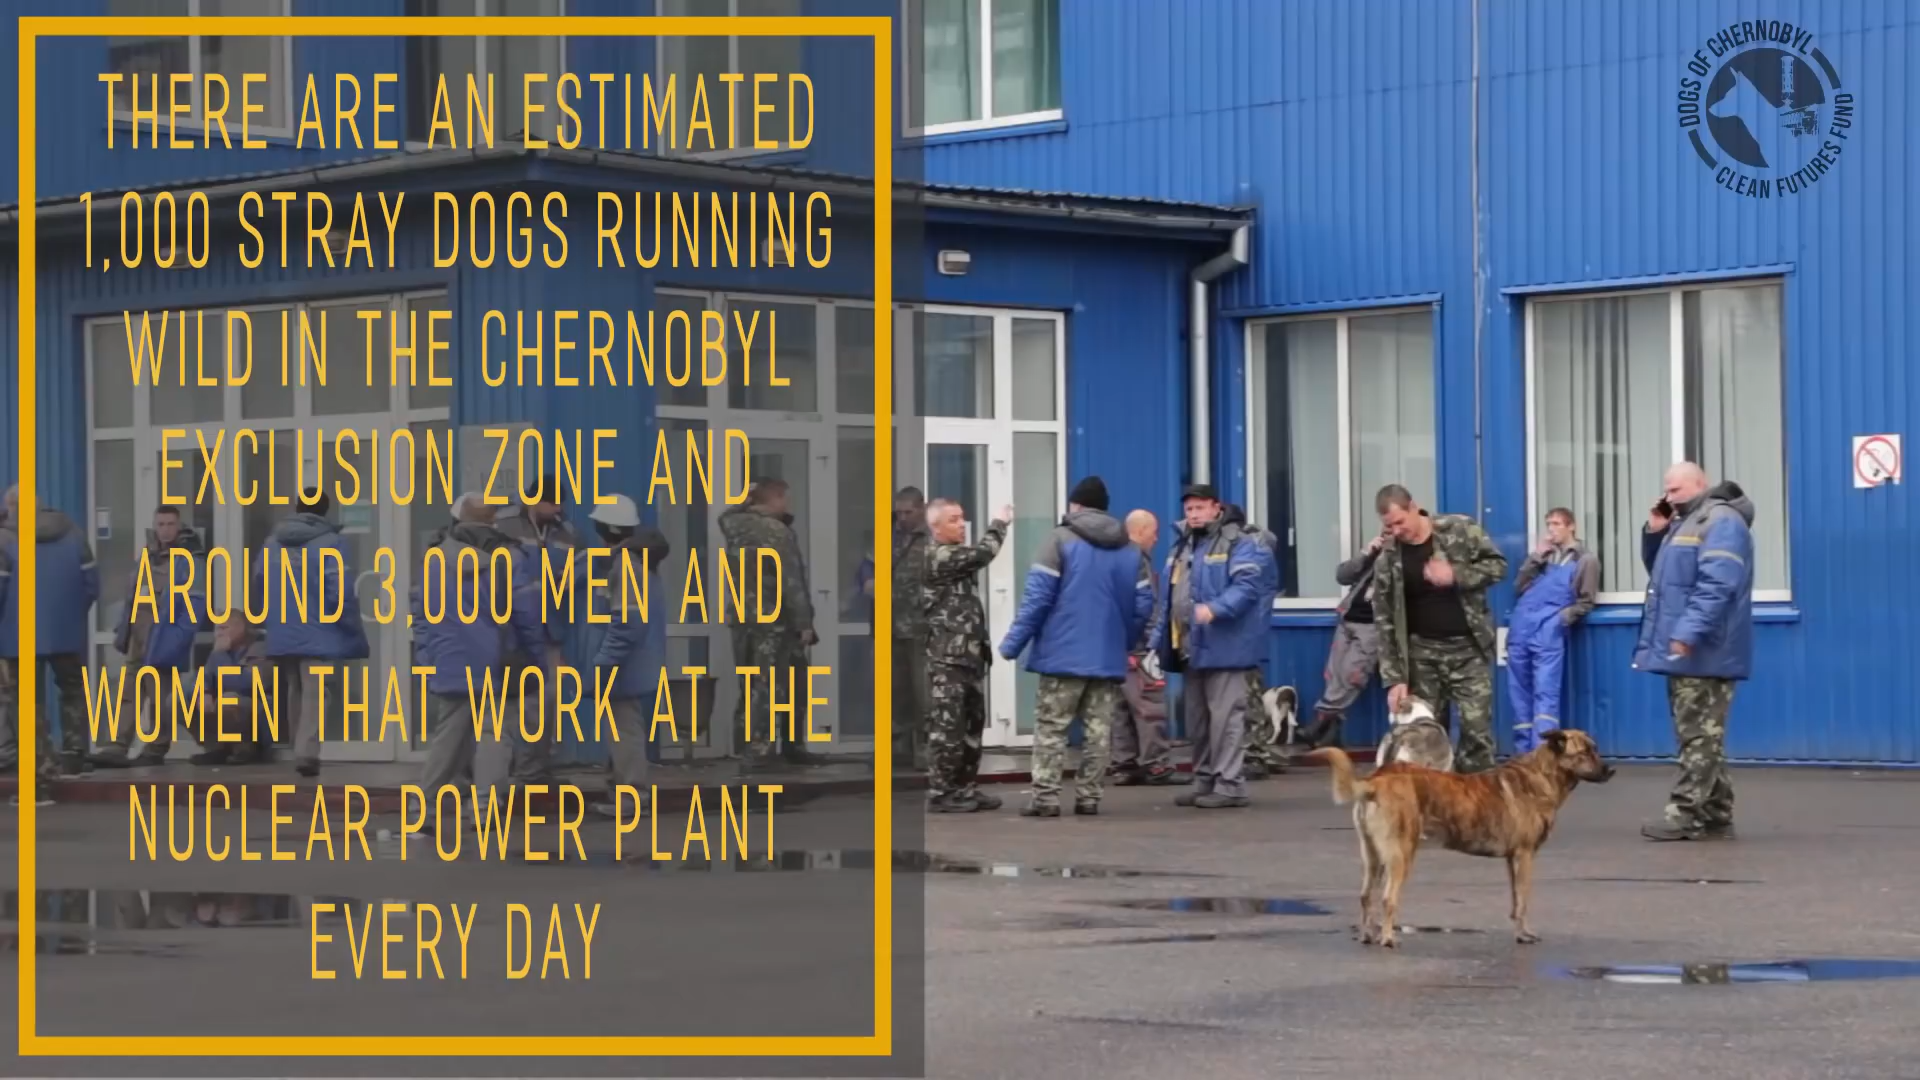 THERE ARE AN ESTIMATED
1,000 STRAY DOGS RUNNING
WILD IN THE CHERNOBYL
EXCLUSION ZONE AND
AROUND 3,000 MEN AND
WOMEN THAT WORK AT THE
NUCLEAR POWER PLANT
EVERY DAY
DOGS OF CHERNOBYL
CLEAN FUTURES FUND